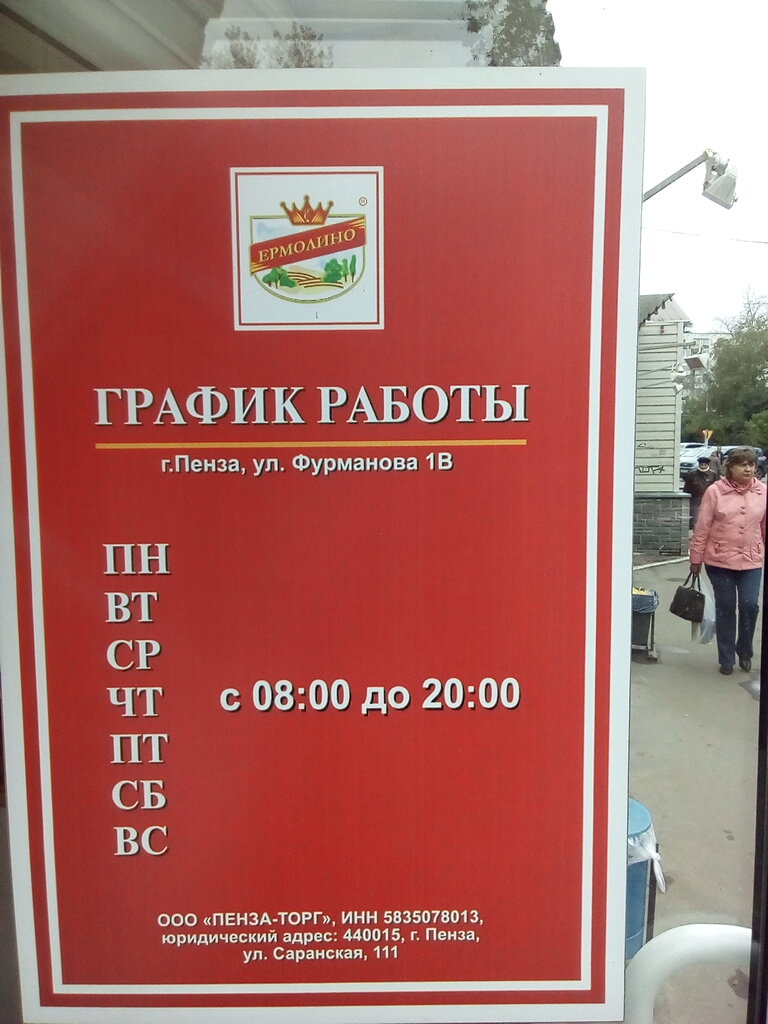 ЕРМОЛИНО
®
ГРАФИК РАБОТЫ
г.Пенза, ул. Фурманова 1В
ПН
ВТ
СР
ЧТ
с 08:00 до 20:00
ПТ
СБ
ВС
ООО «ПЕНЗА-ТОРГ», ИНН 5835078013,
юридический адрес: 440015, г. Пенза,
ул. Саранская, 111